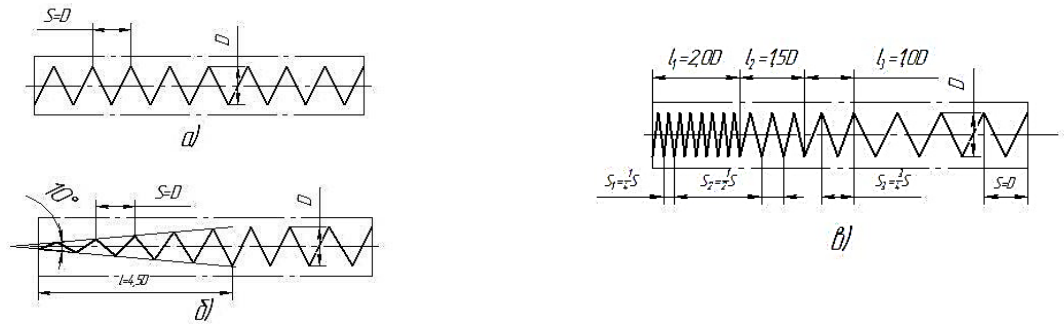 S=D
D
а)
10°
S=D
D
l=4,5D
б)
l₁=2,0D l₂=1,5D l₃=1,0D
D
S₁=¼S S₂=½S S₃=¾S S=D
в)